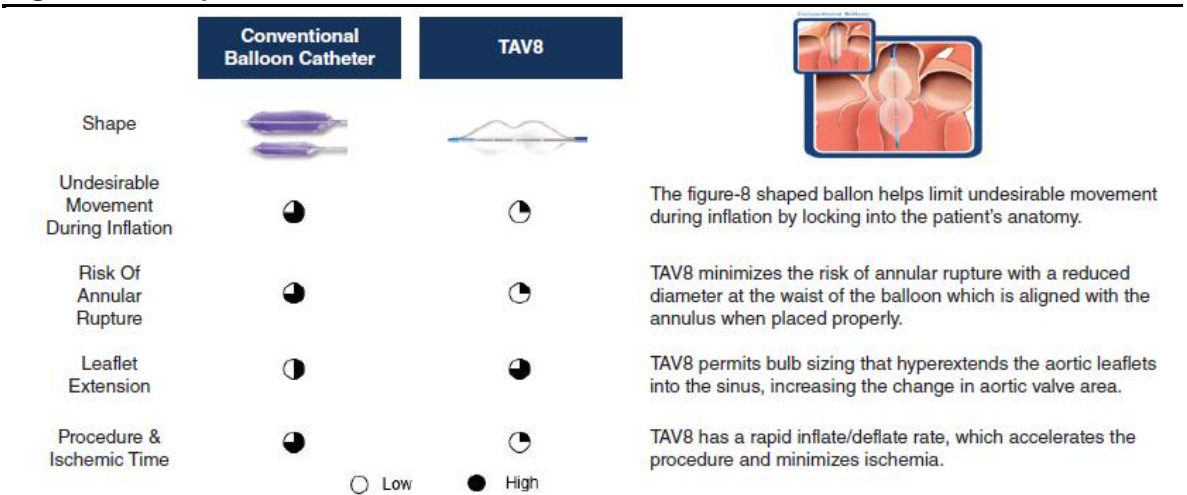 Conventional
Balloon Catheter
TAV8
Conventional Balloon
Shape
Undesirable
Movement
During Inflation
The figure-8 shaped ballon helps limit undesirable movement
during inflation by locking into the patient's anatomy.
Risk Of
Annular
Rupture
TAV8 minimizes the risk of annular rupture with a reduced
diameter at the waist of the balloon which is aligned with the
annulus when placed properly.
Leaflet
Extension
TAV8 permits bulb sizing that hyperextends the aortic leaflets
into the sinus, increasing the change in aortic valve area.
Procedure &
Ischemic Time
TAV8 has a rapid inflate/deflate rate, which accelerates the
procedure and minimizes ischemia.
Low
High